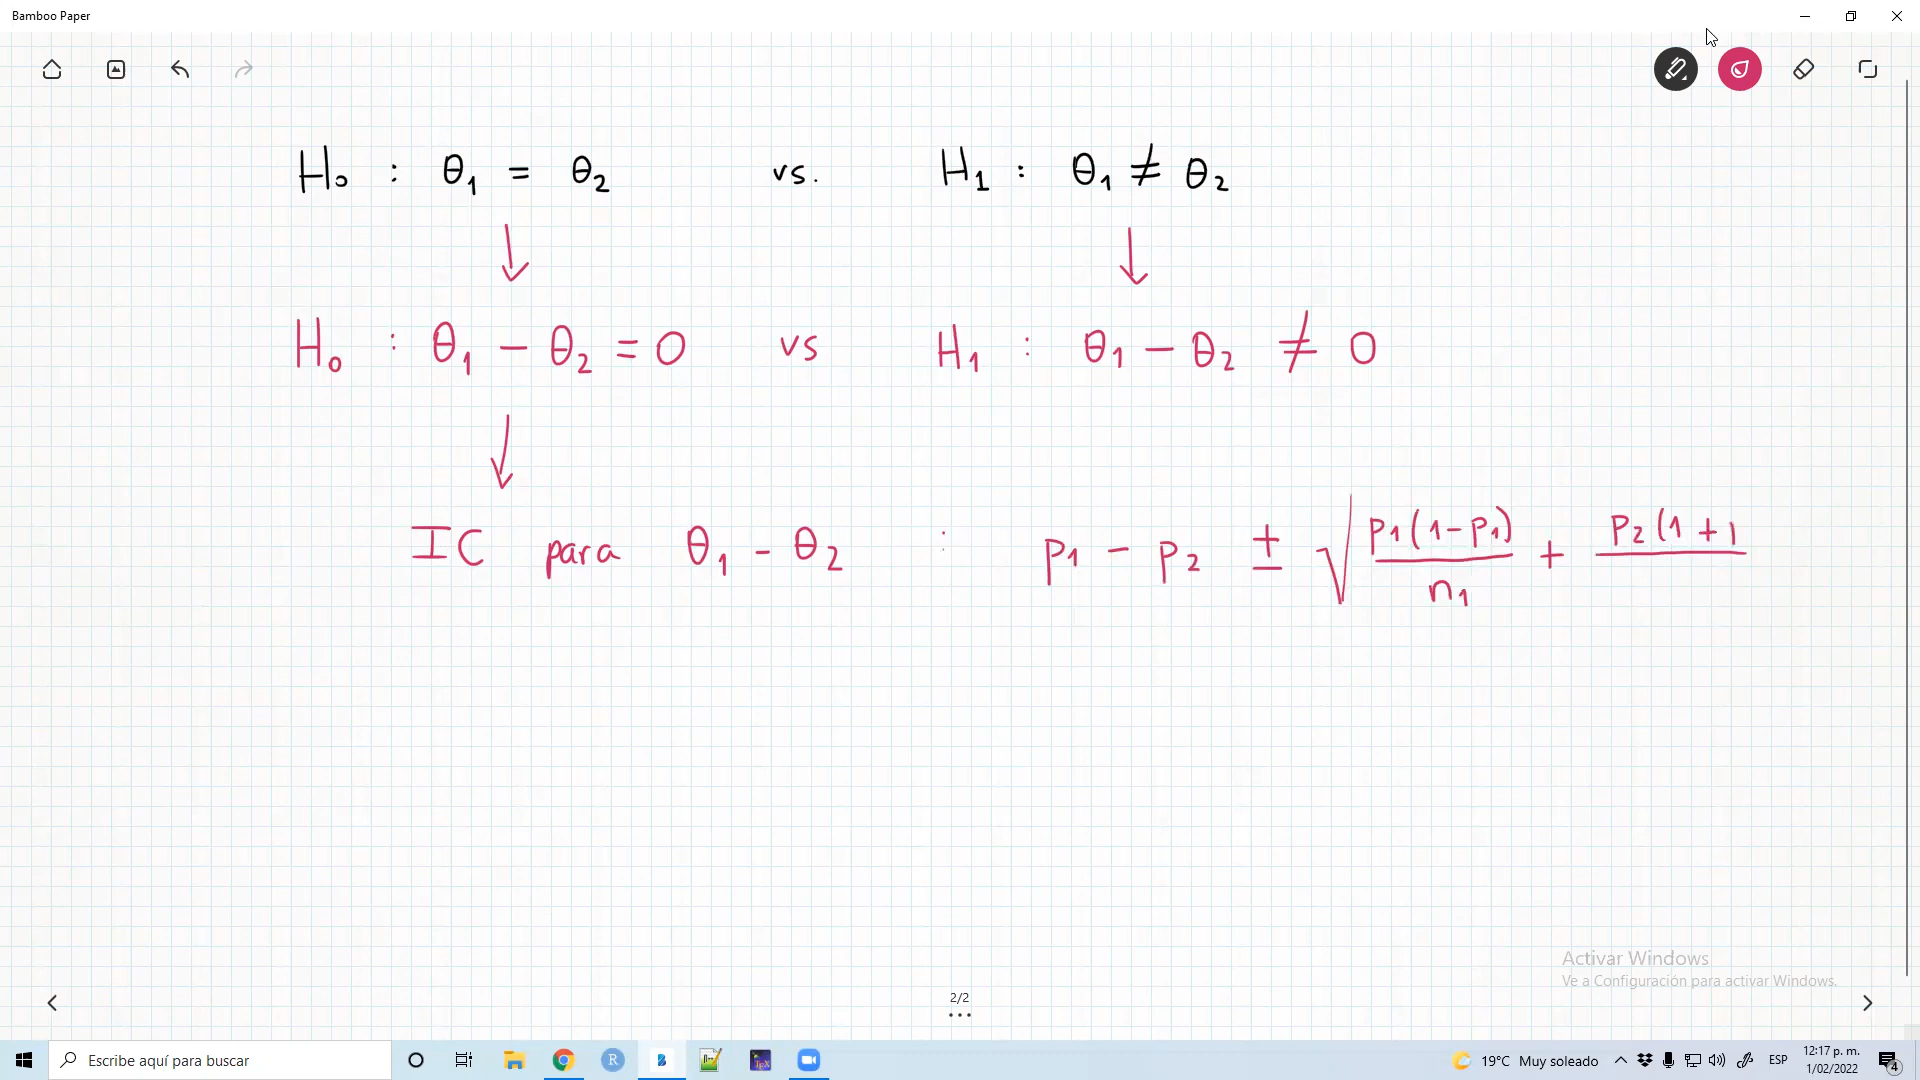 Bamboo Paper
H₀ : θ₁ = θ₂ vs. H₁ : θ₁ ≠ θ₂
↓ ↓
H₀ : θ₁ − θ₂ = 0 vs H₁ : θ₁ − θ₂ ≠ 0
↓
IC para θ₁ - θ₂ : p₁ − p₂ ± √ p₁(1-p₁)/n₁ + p₂(1+1
Activar Windows
Ve a Configuración para activar Windows.
2/2
Escribe aquí para buscar
19°C Muy soleado
ESP
12:17 p. m.
1/02/2022
4